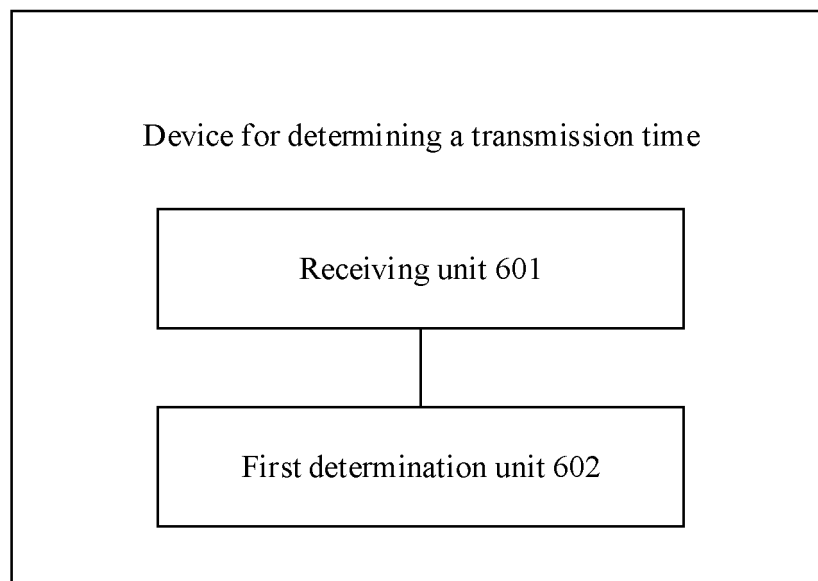 Device for determining a transmission time
Receiving unit 601
First determination unit 602